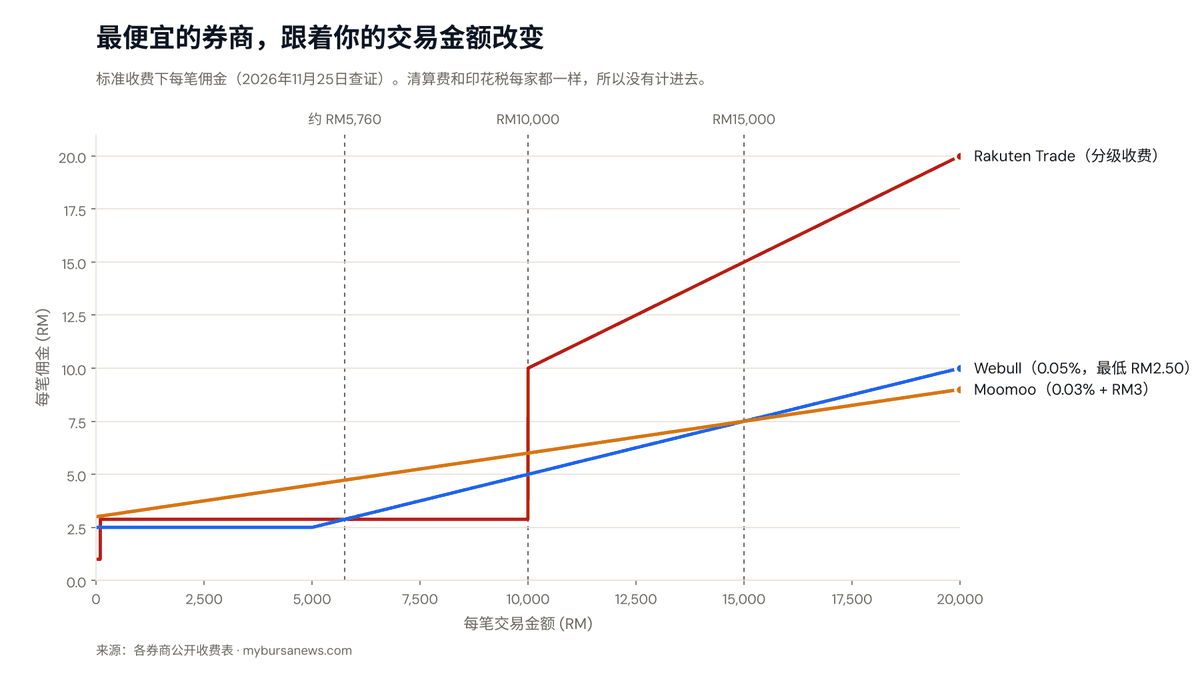 最便宜的券商，跟着你的交易金额改变
标准收费下每笔佣金（2026年11月25日查证）。清算费和印花税每家都一样，所以没有计进去。
约 RM5,760
RM10,000
RM15,000
20.0
17.5
15.0
12.5
10.0
7.5
5.0
2.5
0.0
每笔佣金 (RM)
Rakuten Trade（分级收费）
Webull（0.05%，最低 RM2.50）
Moomoo（0.03% + RM3）
0
2,500
5,000
7,500
10,000
12,500
15,000
17,500
20,000
每笔交易金额 (RM)
来源：各券商公开收费表 · mybursanews.com